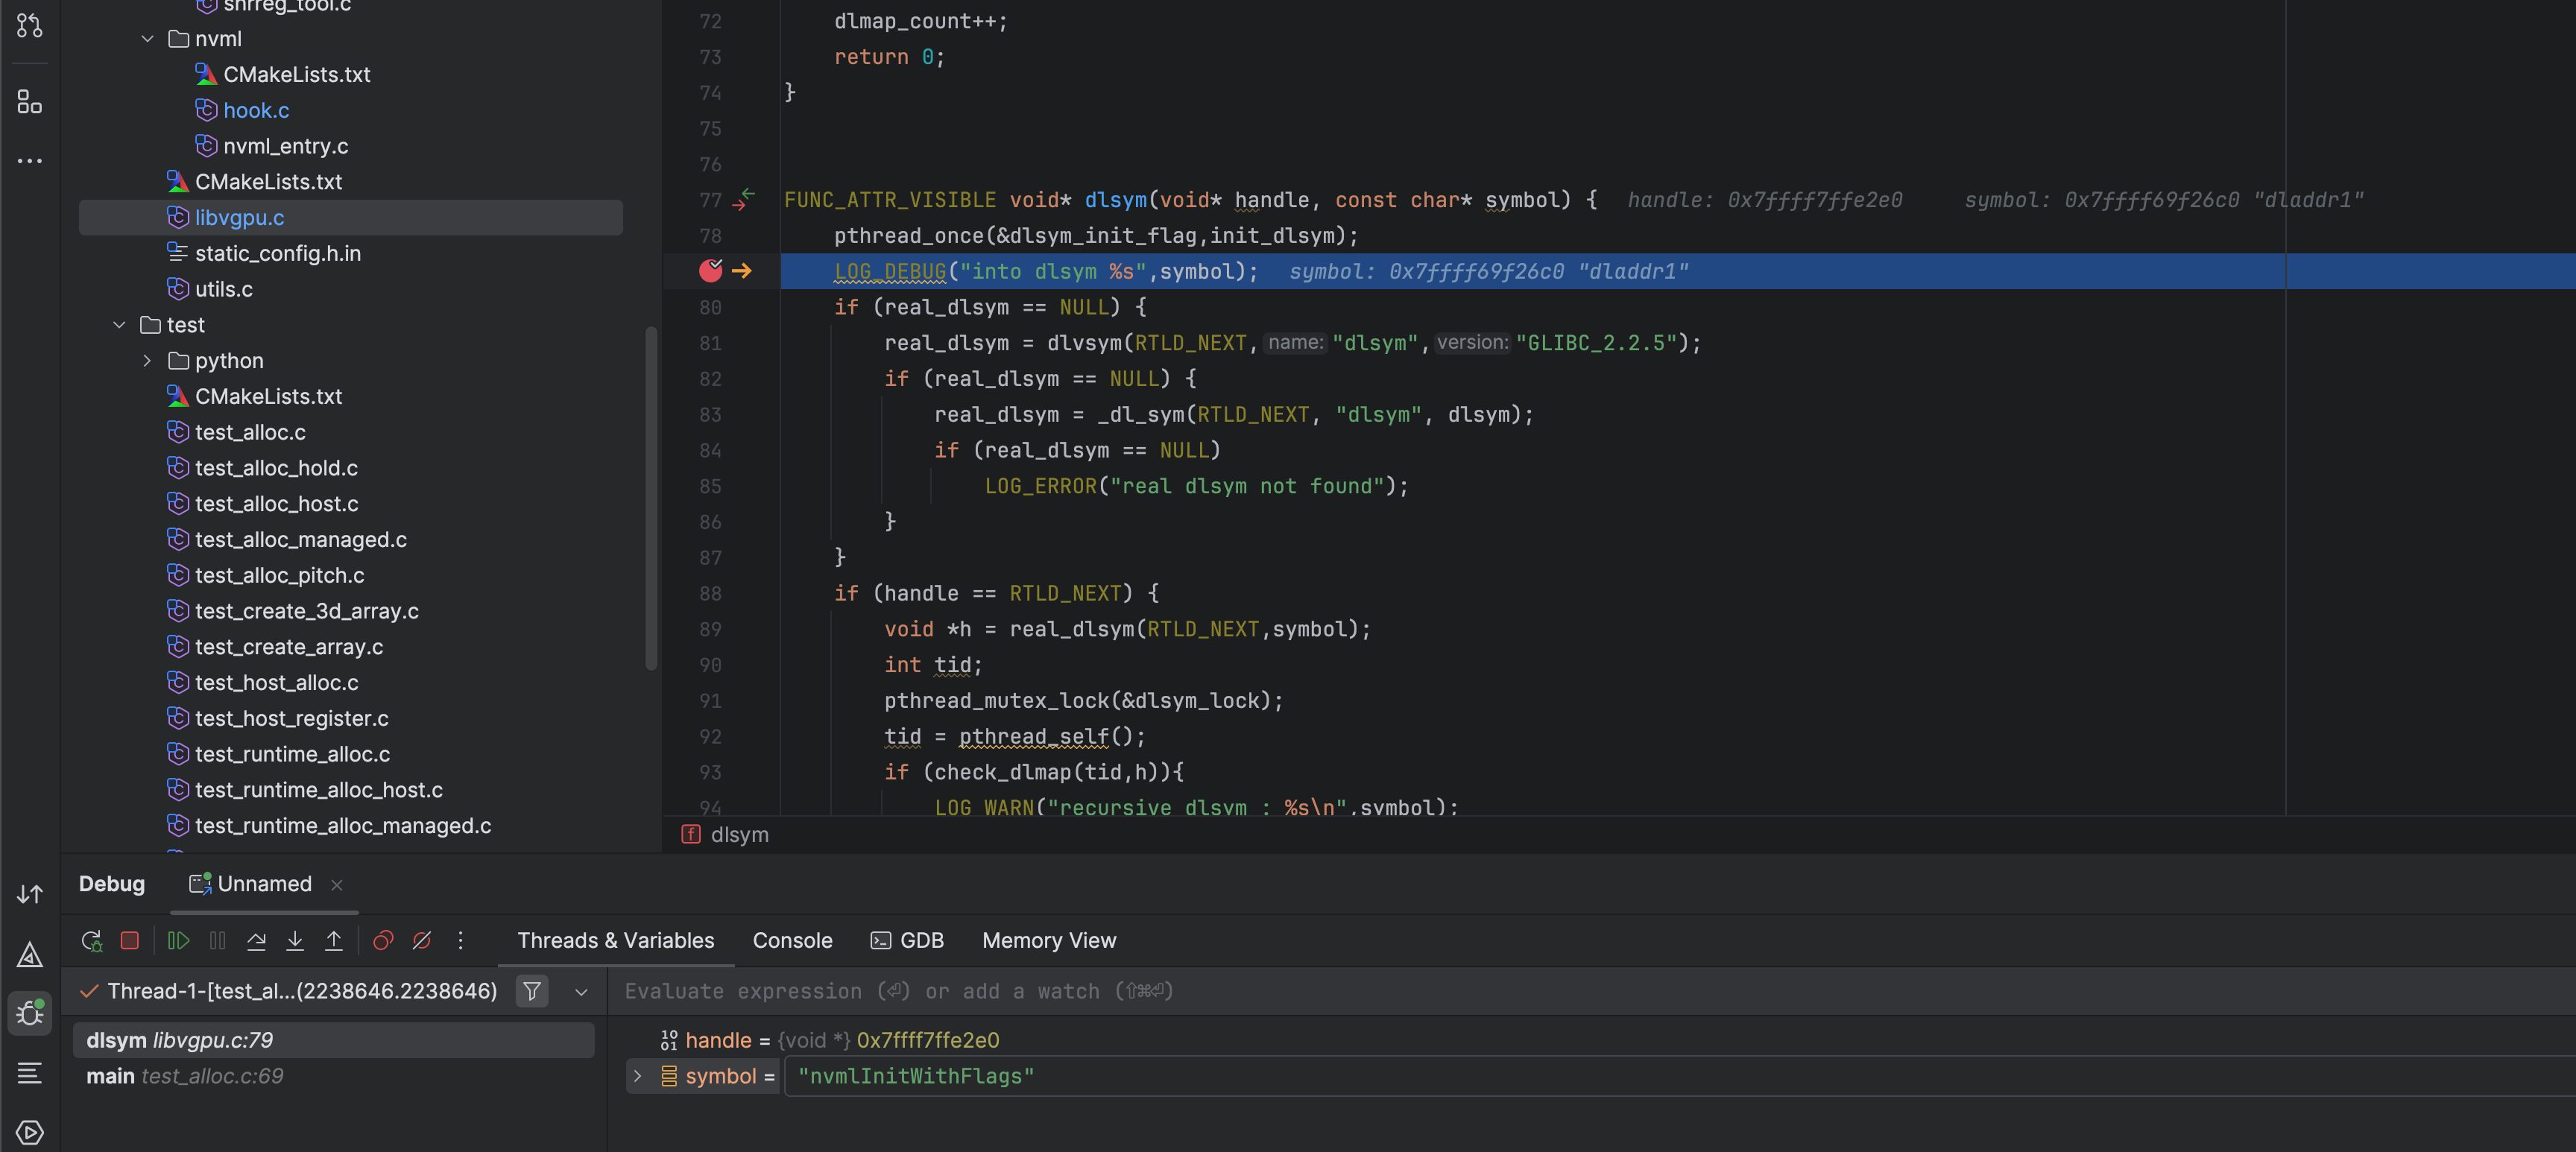 snrreg_tool.c
nvml
CMakeLists.txt
hook.c
nvml_entry.c
CMakeLists.txt
libvgpu.c
static_config.h.in
utils.c
test
python
CMakeLists.txt
test_alloc.c
test_alloc_hold.c
test_alloc_host.c
test_alloc_managed.c
test_alloc_pitch.c
test_create_3d_array.c
test_create_array.c
test_host_alloc.c
test_host_register.c
test_runtime_alloc.c
test_runtime_alloc_host.c
test_runtime_alloc_managed.c
72 dlmap_count++;
73 return 0;
74 }
75
76
77 FUNC_ATTR_VISIBLE void* dlsym(void* handle, const char* symbol) { handle: 0x7ffff7ffe2e0 symbol: 0x7ffff69f26c0 "dladdr1"
78 pthread_once(&dlsym_init_flag,init_dlsym);
LOG_DEBUG("into dlsym %s",symbol); symbol: 0x7ffff69f26c0 "dladdr1"
80 if (real_dlsym == NULL) {
81 real_dlsym = dlvsym(RTLD_NEXT, name: "dlsym", version: "GLIBC_2.2.5");
82 if (real_dlsym == NULL) {
83 real_dlsym = _dl_sym(RTLD_NEXT, "dlsym", dlsym);
84 if (real_dlsym == NULL)
85 LOG_ERROR("real dlsym not found");
86 }
87 }
88 if (handle == RTLD_NEXT) {
89 void *h = real_dlsym(RTLD_NEXT,symbol);
90 int tid;
91 pthread_mutex_lock(&dlsym_lock);
92 tid = pthread_self();
93 if (check_dlmap(tid,h)){
94 LOG_WARN("recursive dlsym : %s\n",symbol);
f dlsym
Debug
Unnamed
Threads & Variables
Console
GDB
Memory View
Thread-1-[test_al...(2238646.2238646)
Evaluate expression (⏎) or add a watch (⇧⌘⏎)
dlsym libvgpu.c:79
main test_alloc.c:69
handle = {void *} 0x7ffff7ffe2e0
symbol = "nvmlInitWithFlags"